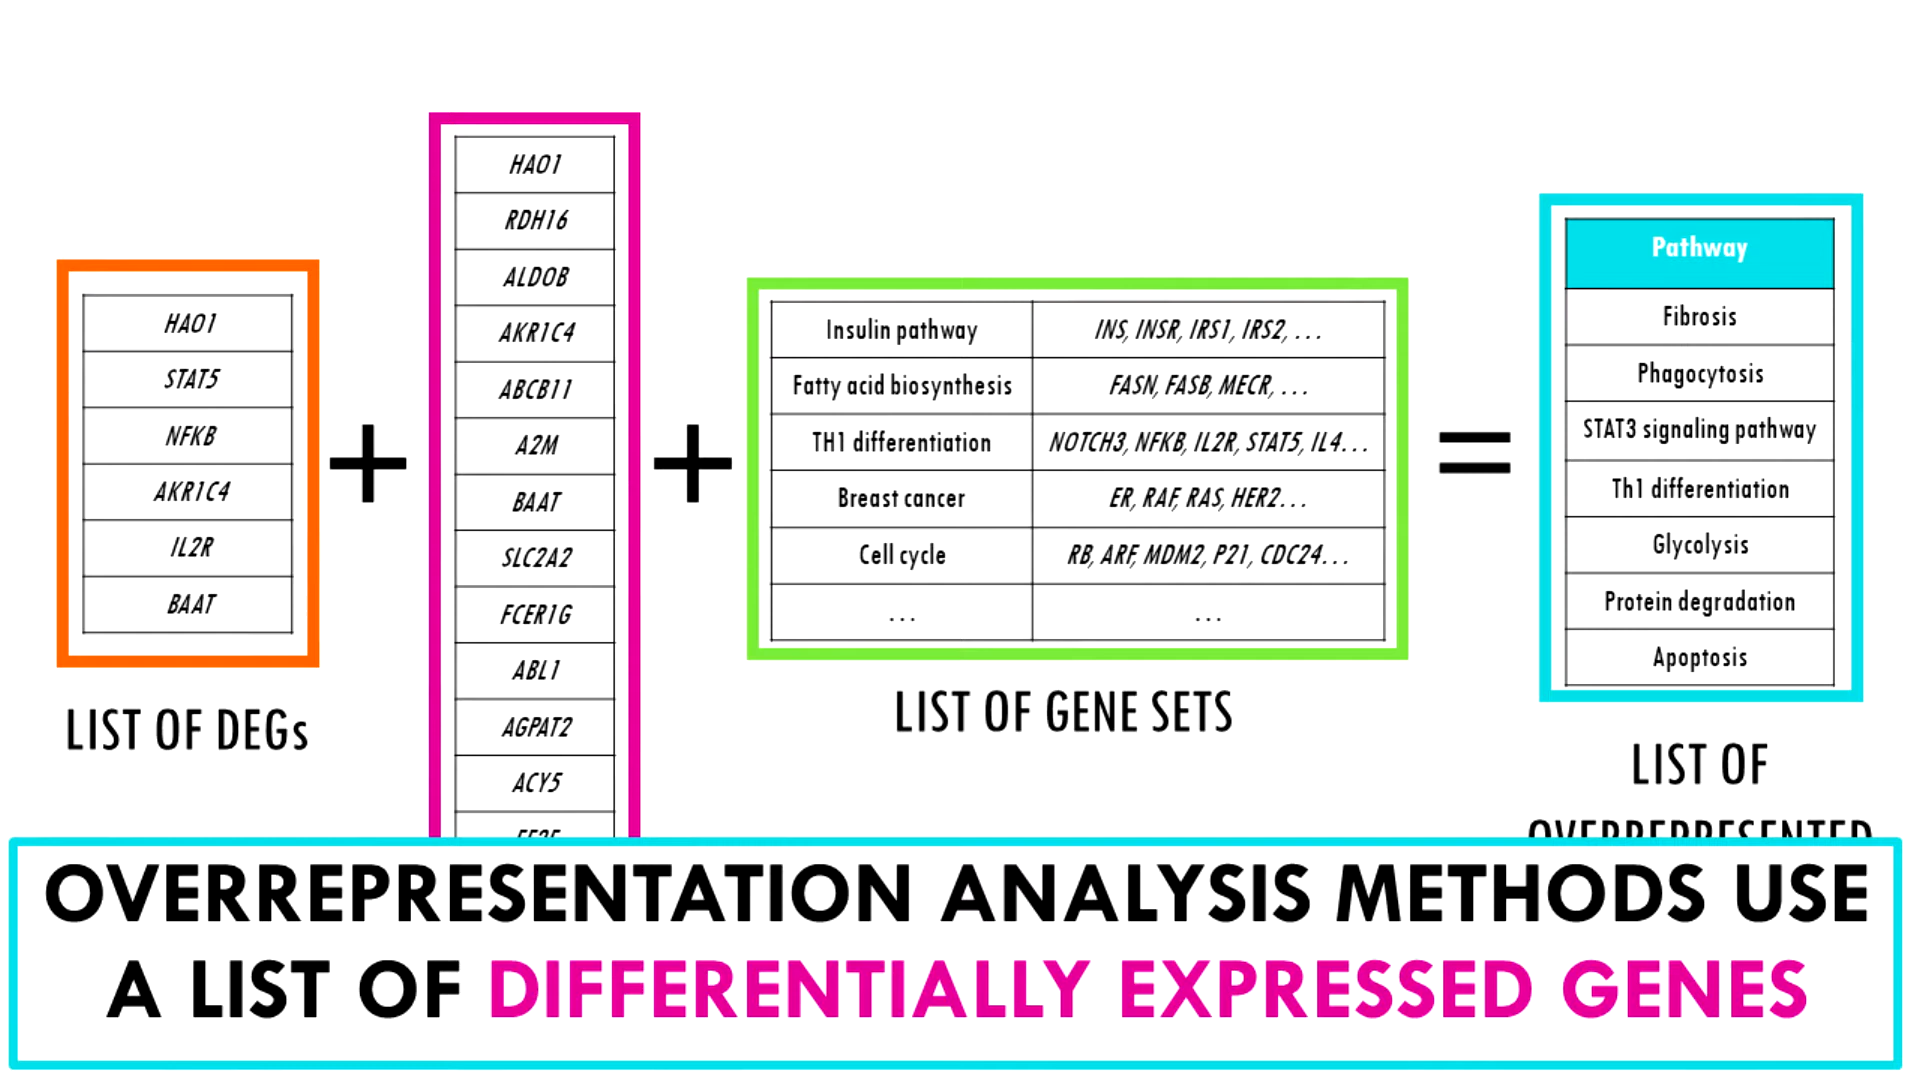 HAO1
STAT5
NFKB
AKR1C4
IL2R
BAAT
LIST OF DEGs
+
HAO1
RDH16
ALDOB
AKR1C4
ABCB11
A2M
BAAT
SLC2A2
FCER1G
ABL1
AGPAT2
ACY5
+
Insulin pathway INS, INSR, IRS1, IRS2, ...
Fatty acid biosynthesis FASN, FASB, MECR, ...
TH1 differentiation NOTCH3, NFKB, IL2R, STAT5, IL4...
Breast cancer ER, RAF, RAS, HER2...
Cell cycle RB, ARF, MDM2, P21, CDC24...
... ...
LIST OF GENE SETS
=
Pathway
Fibrosis
Phagocytosis
STAT3 signaling pathway
Th1 differentiation
Glycolysis
Protein degradation
Apoptosis
LIST OF
OVERREPRESENTED
OVERREPRESENTATION ANALYSIS METHODS USE
A LIST OF DIFFERENTIALLY EXPRESSED GENES